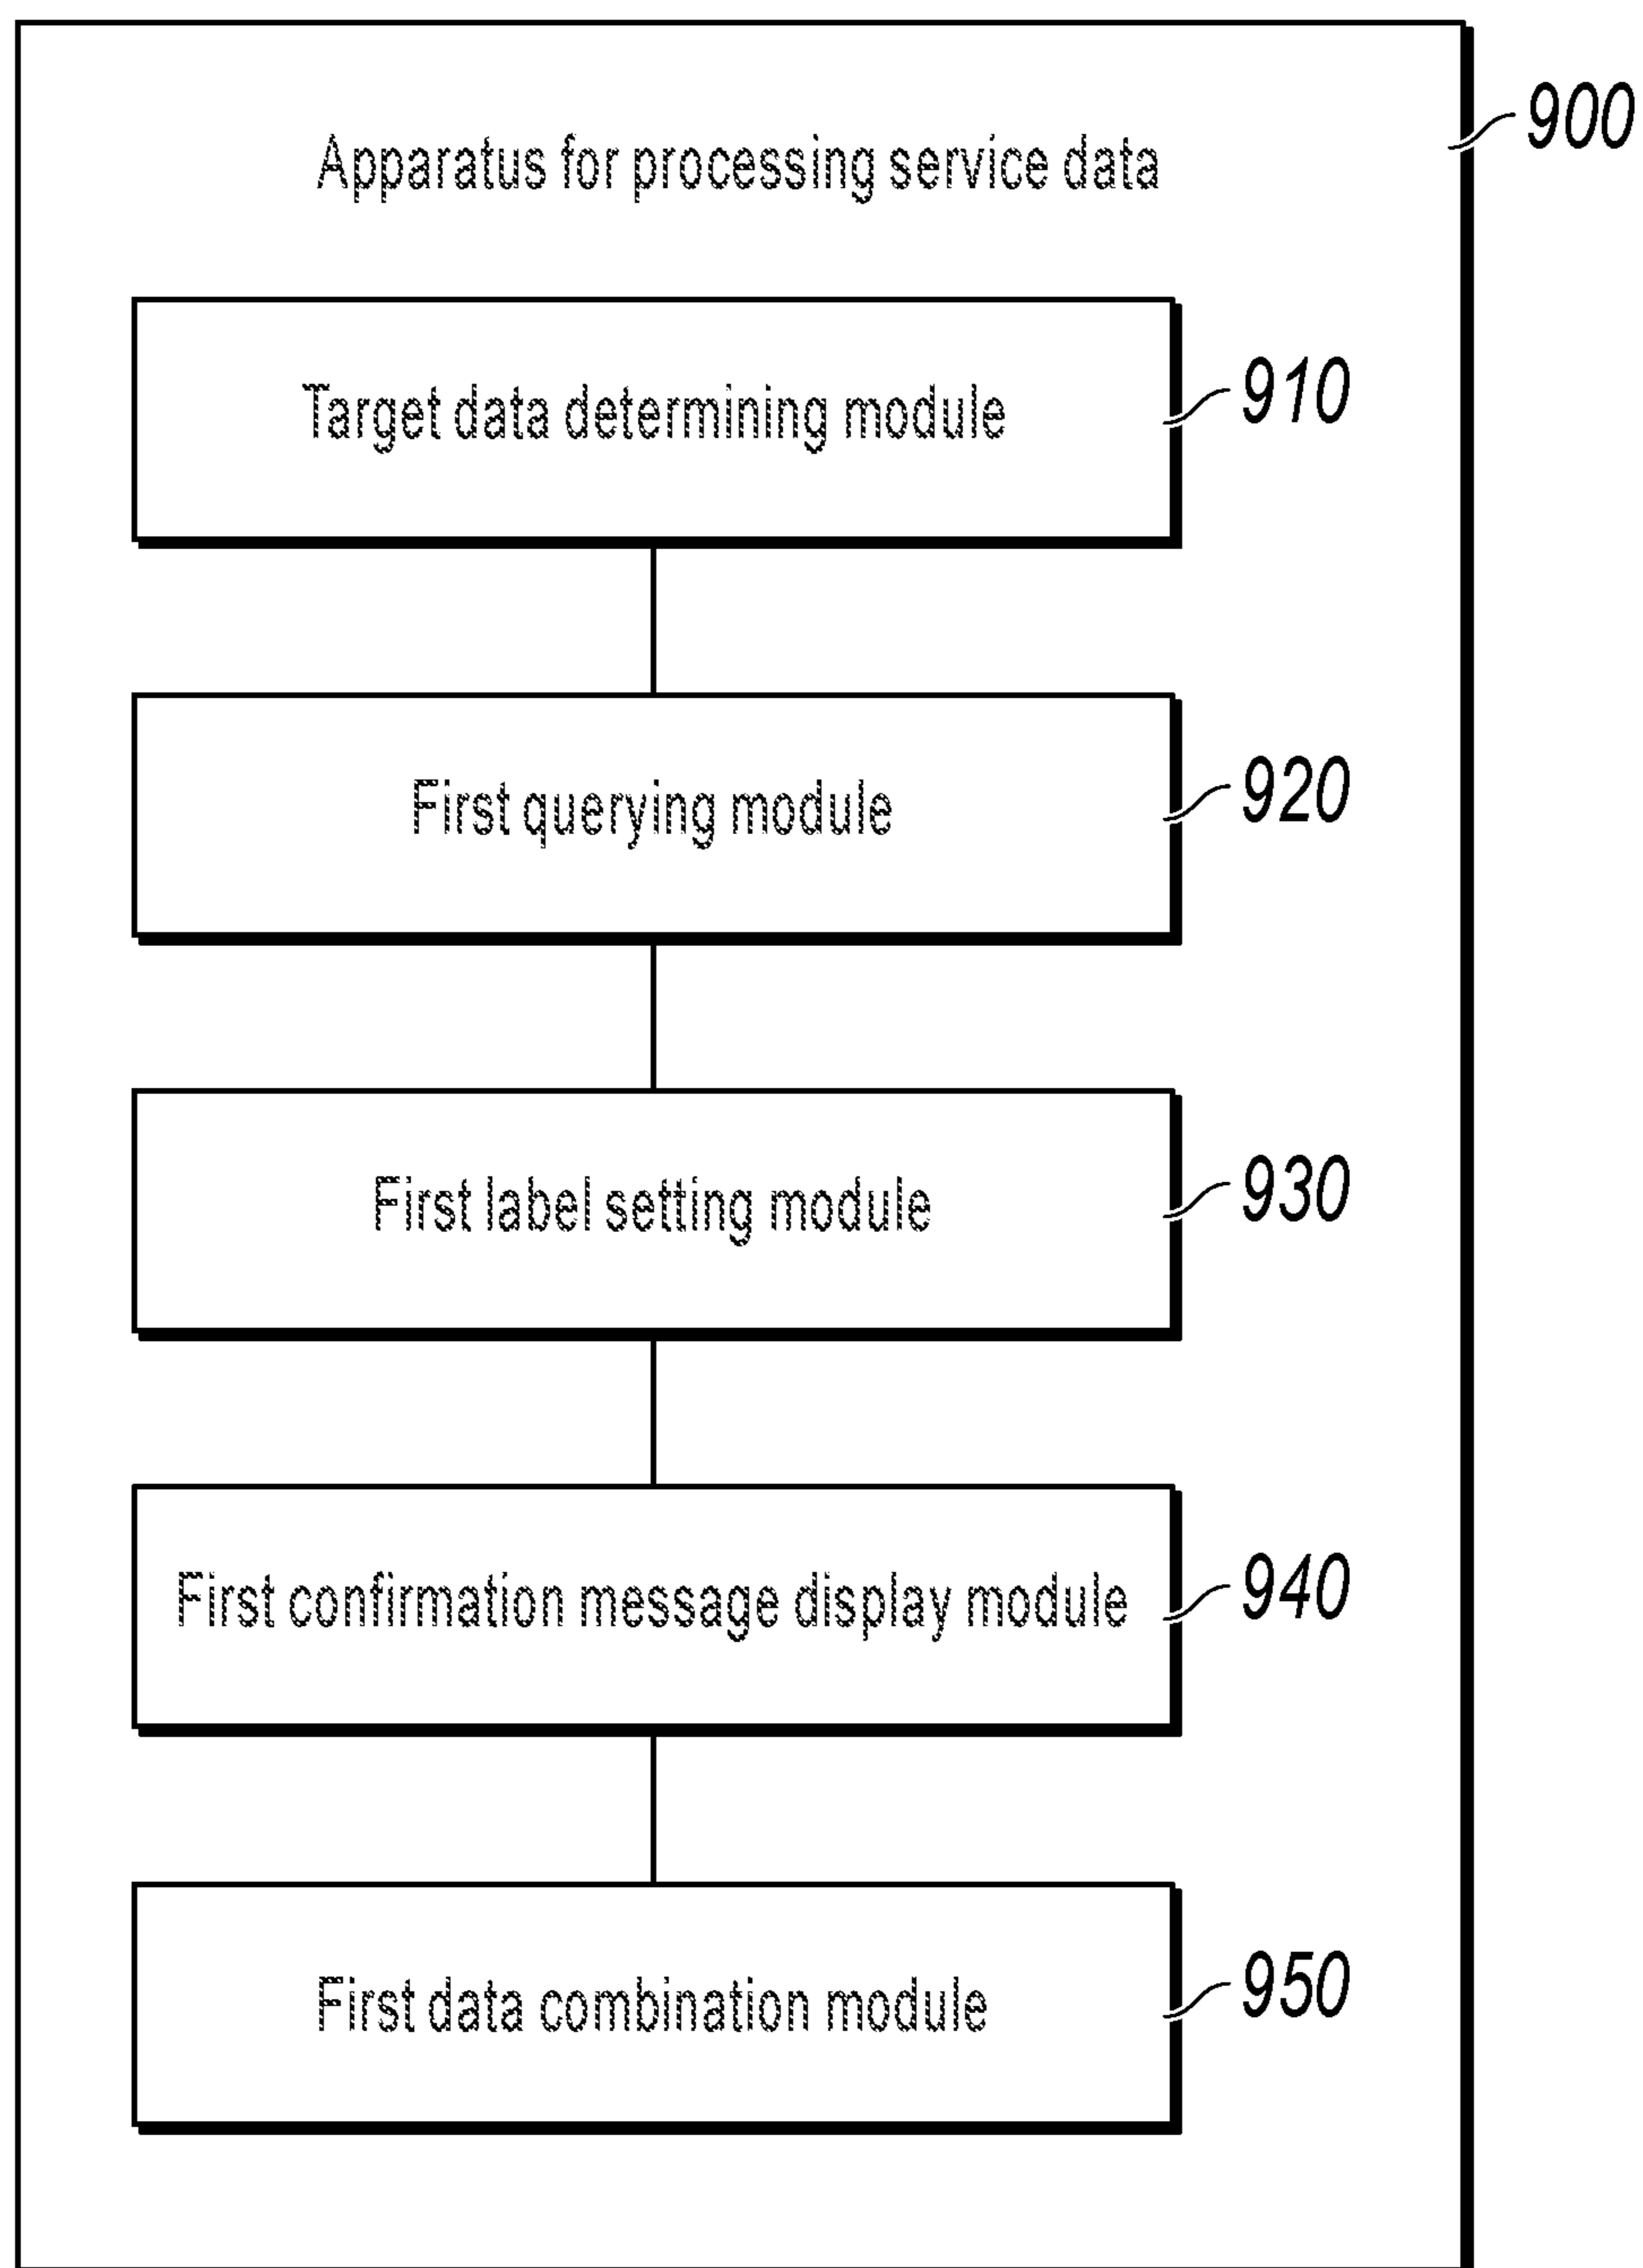 900
Apparatus for processing service data
Target data determining module
910
First querying module
920
First label setting module
930
First confirmation message display module
940
First data combination module
950